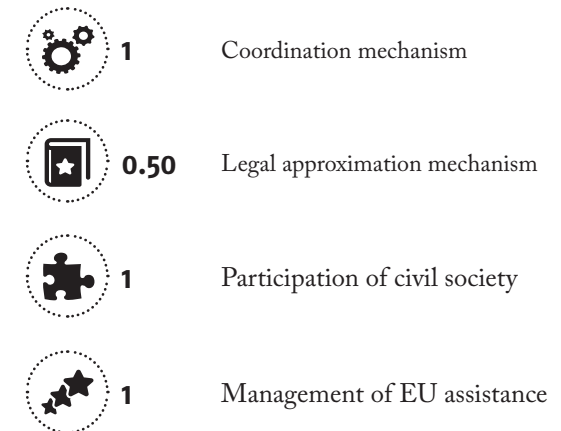 1 Coordination mechanism
0.50 Legal approximation mechanism
1 Participation of civil society
1 Management of EU assistance